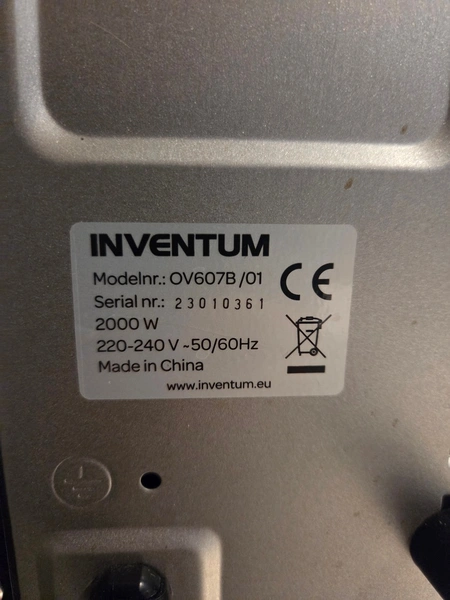 INVENTUM
Modelnr.: OV607B/01
Serial nr.: 23010361
2000 W
220-240 V ~50/60Hz
Made in China
www.inventum.eu
CE